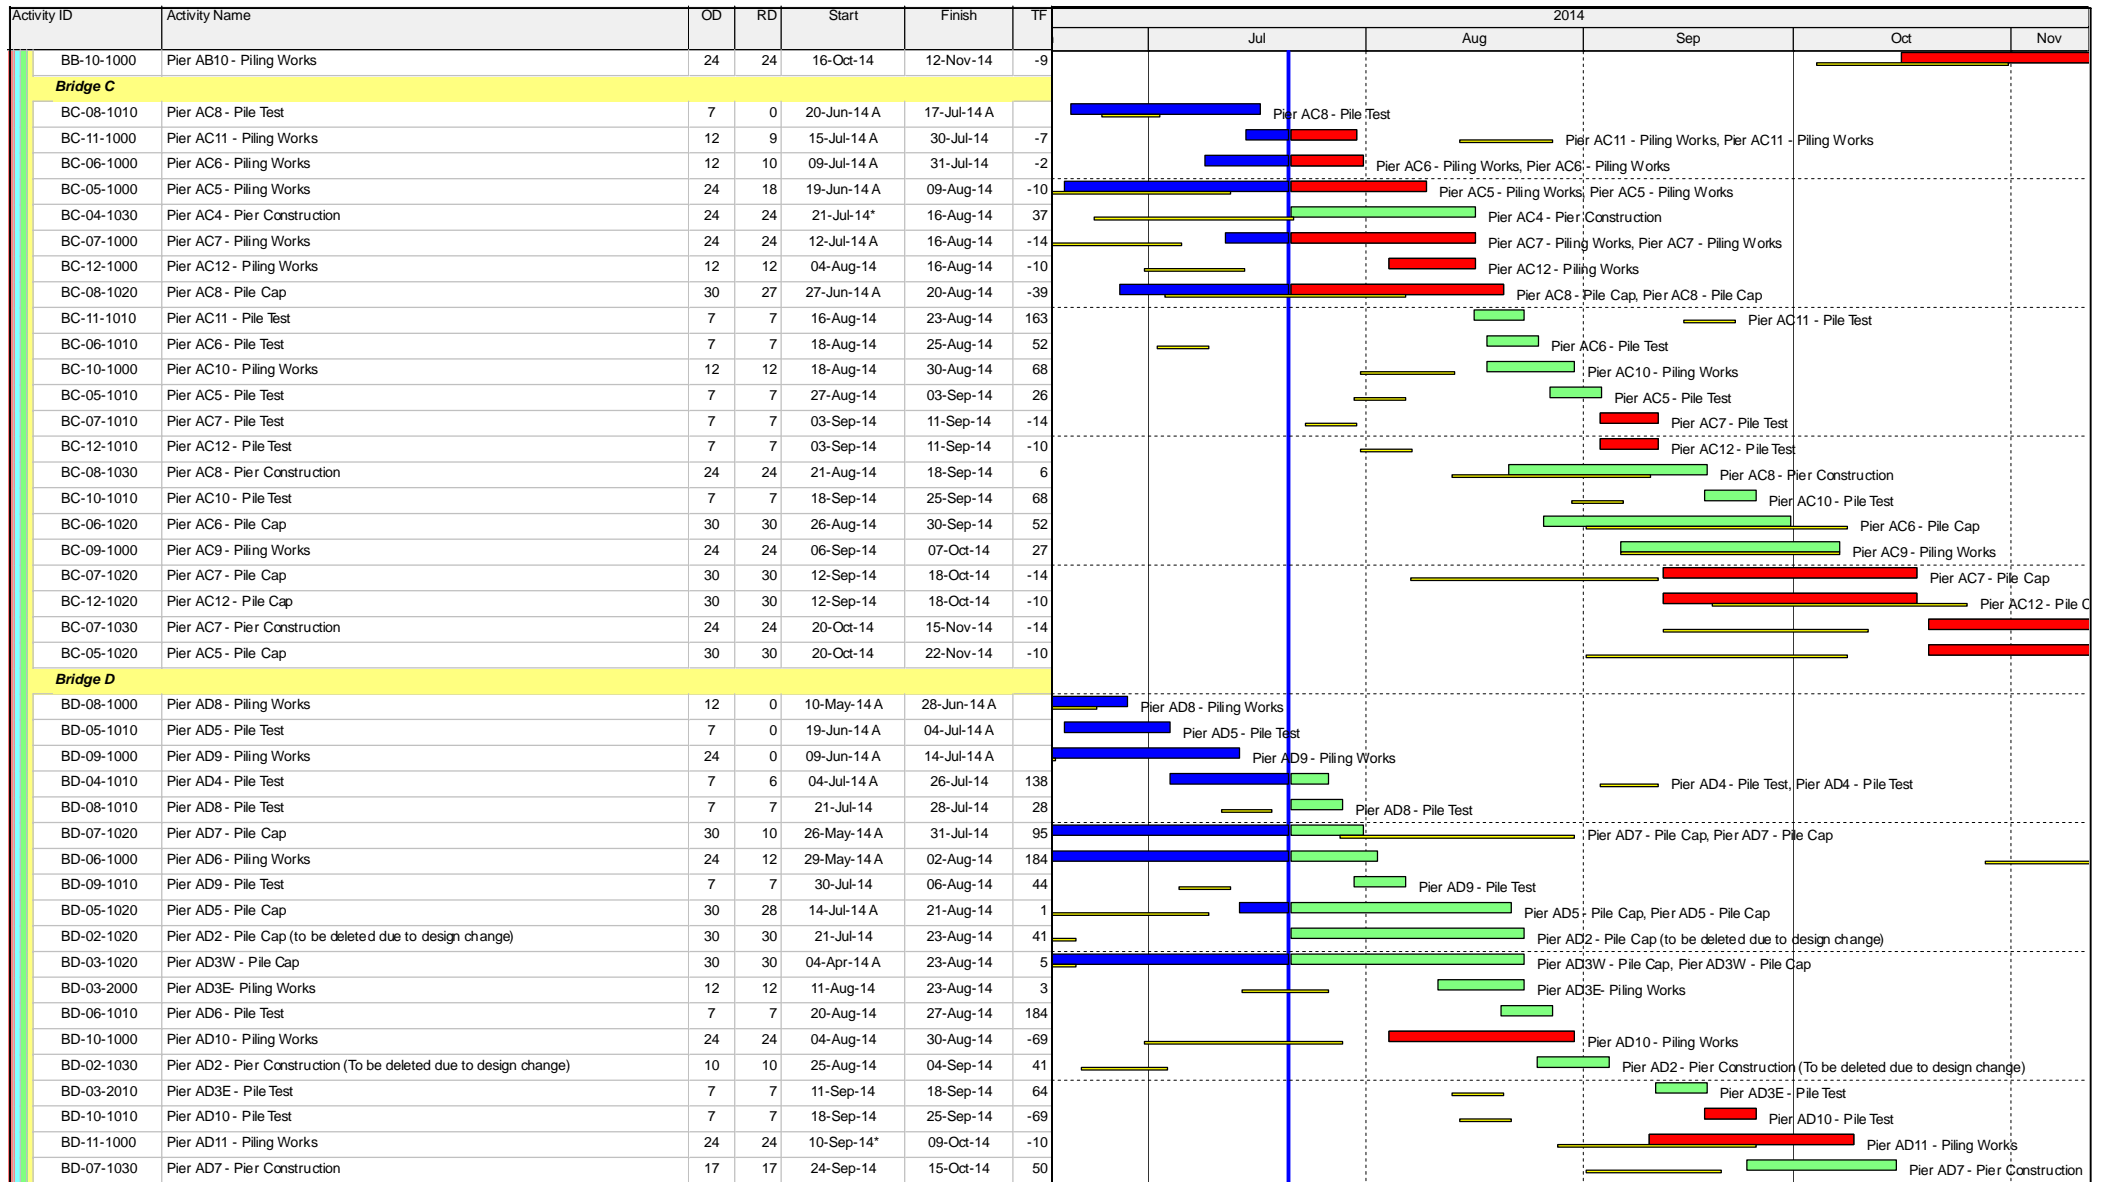 Activity ID Activity Name OD RD Start Finish TF 2014
Jul Aug Sep Oct Nov
BB-10-1000 Pier AB10 - Piling Works 24 24 16-Oct-14 12-Nov-14 -9
Bridge C
BC-08-1010 Pier AC8 - Pile Test 7 0 20-Jun-14 A 17-Jul-14 A Pier AC8 - Pile Test
BC-11-1000 Pier AC11 - Piling Works 12 9 15-Jul-14 A 30-Jul-14 -7 Pier AC11 - Piling Works, Pier AC11 - Piling Works
BC-06-1000 Pier AC6 - Piling Works 12 10 09-Jul-14 A 31-Jul-14 -2 Pier AC6 - Piling Works, Pier AC6 - Piling Works
BC-05-1000 Pier AC5 - Piling Works 24 18 19-Jun-14 A 09-Aug-14 -10 Pier AC5 - Piling Works, Pier AC5 - Piling Works
BC-04-1030 Pier AC4 - Pier Construction 24 24 21-Jul-14* 16-Aug-14 37 Pier AC4 - Pier Construction
BC-07-1000 Pier AC7 - Piling Works 24 24 12-Jul-14 A 16-Aug-14 -14 Pier AC7 - Piling Works, Pier AC7 - Piling Works
BC-12-1000 Pier AC12 - Piling Works 12 12 04-Aug-14 16-Aug-14 -10 Pier AC12 - Piling Works
BC-08-1020 Pier AC8 - Pile Cap 30 27 27-Jun-14 A 20-Aug-14 -39 Pier AC8 - Pile Cap, Pier AC8 - Pile Cap
BC-11-1010 Pier AC11 - Pile Test 7 7 16-Aug-14 23-Aug-14 163 Pier AC11 - Pile Test
BC-06-1010 Pier AC6 - Pile Test 7 7 18-Aug-14 25-Aug-14 52 Pier AC6 - Pile Test
BC-10-1000 Pier AC10 - Piling Works 12 12 18-Aug-14 30-Aug-14 68 Pier AC10 - Piling Works
BC-05-1010 Pier AC5 - Pile Test 7 7 27-Aug-14 03-Sep-14 26 Pier AC5 - Pile Test
BC-07-1010 Pier AC7 - Pile Test 7 7 03-Sep-14 11-Sep-14 -14 Pier AC7 - Pile Test
BC-12-1010 Pier AC12 - Pile Test 7 7 03-Sep-14 11-Sep-14 -10 Pier AC12 - Pile Test
BC-08-1030 Pier AC8 - Pier Construction 24 24 21-Aug-14 18-Sep-14 6 Pier AC8 - Pier Construction
BC-10-1010 Pier AC10 - Pile Test 7 7 18-Sep-14 25-Sep-14 68 Pier AC10 - Pile Test
BC-06-1020 Pier AC6 - Pile Cap 30 30 26-Aug-14 30-Sep-14 52 Pier AC6 - Pile Cap
BC-09-1000 Pier AC9 - Piling Works 24 24 06-Sep-14 07-Oct-14 27 Pier AC9 - Piling Works
BC-07-1020 Pier AC7 - Pile Cap 30 30 12-Sep-14 18-Oct-14 -14 Pier AC7 - Pile Cap
BC-12-1020 Pier AC12 - Pile Cap 30 30 12-Sep-14 18-Oct-14 -10 Pier AC12 - Pile C
BC-07-1030 Pier AC7 - Pier Construction 24 24 20-Oct-14 15-Nov-14 -14
BC-05-1020 Pier AC5 - Pile Cap 30 30 20-Oct-14 22-Nov-14 -10
Bridge D
BD-08-1000 Pier AD8 - Piling Works 12 0 10-May-14 A 28-Jun-14 A Pier AD8 - Piling Works
BD-05-1010 Pier AD5 - Pile Test 7 0 19-Jun-14 A 04-Jul-14 A Pier AD5 - Pile Test
BD-09-1000 Pier AD9 - Piling Works 24 0 09-Jun-14 A 14-Jul-14 A Pier AD9 - Piling Works
BD-04-1010 Pier AD4 - Pile Test 7 6 04-Jul-14 A 26-Jul-14 138 Pier AD4 - Pile Test, Pier AD4 - Pile Test
BD-08-1010 Pier AD8 - Pile Test 7 7 21-Jul-14 28-Jul-14 28 Pier AD8 - Pile Test
BD-07-1020 Pier AD7 - Pile Cap 30 10 26-May-14 A 31-Jul-14 95 Pier AD7 - Pile Cap, Pier AD7 - Pile Cap
BD-06-1000 Pier AD6 - Piling Works 24 12 29-May-14 A 02-Aug-14 184
BD-09-1010 Pier AD9 - Pile Test 7 7 30-Jul-14 06-Aug-14 44 Pier AD9 - Pile Test
BD-05-1020 Pier AD5 - Pile Cap 30 28 14-Jul-14 A 21-Aug-14 1 Pier AD5 - Pile Cap, Pier AD5 - Pile Cap
BD-02-1020 Pier AD2 - Pile Cap (to be deleted due to design change) 30 30 21-Jul-14 23-Aug-14 41 Pier AD2 - Pile Cap (to be deleted due to design change)
BD-03-1020 Pier AD3W - Pile Cap 30 30 04-Apr-14 A 23-Aug-14 5 Pier AD3W - Pile Cap, Pier AD3W - Pile Cap
BD-03-2000 Pier AD3E- Piling Works 12 12 11-Aug-14 23-Aug-14 3 Pier AD3E- Piling Works
BD-06-1010 Pier AD6 - Pile Test 7 7 20-Aug-14 27-Aug-14 184
BD-10-1000 Pier AD10 - Piling Works 24 24 04-Aug-14 30-Aug-14 -69 Pier AD10 - Piling Works
BD-02-1030 Pier AD2 - Pier Construction (To be deleted due to design change) 10 10 25-Aug-14 04-Sep-14 41 Pier AD2 - Pier Construction (To be deleted due to design change)
BD-03-2010 Pier AD3E - Pile Test 7 7 11-Sep-14 18-Sep-14 64 Pier AD3E - Pile Test
BD-10-1010 Pier AD10 - Pile Test 7 7 18-Sep-14 25-Sep-14 -69 Pier AD10 - Pile Test
BD-11-1000 Pier AD11 - Piling Works 24 24 10-Sep-14* 09-Oct-14 -10 Pier AD11 - Piling Works
BD-07-1030 Pier AD7 - Pier Construction 17 17 24-Sep-14 15-Oct-14 50 Pier AD7 - Pier Construction